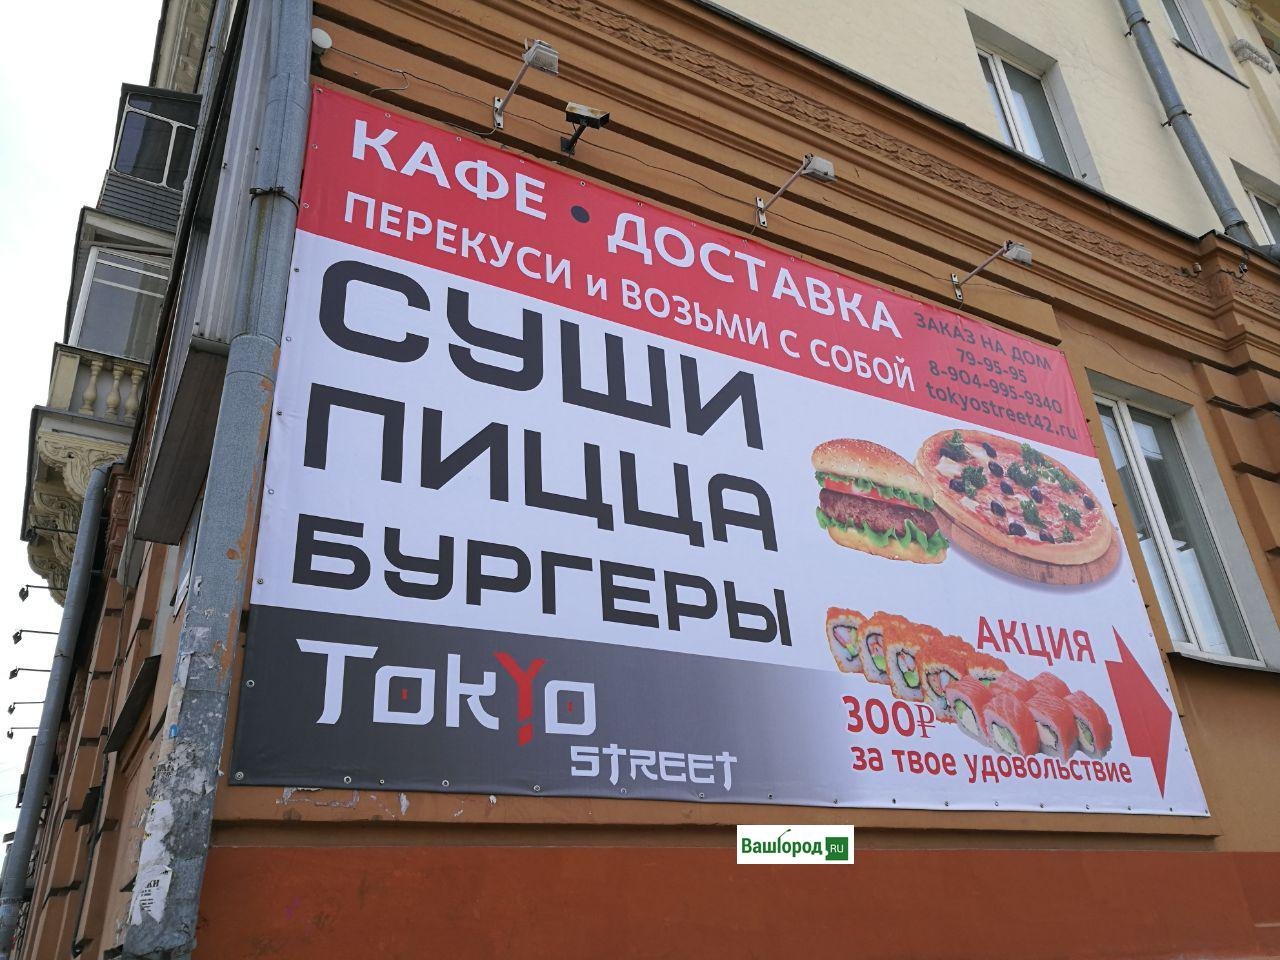 КАФЕ • ДОСТАВКА
ПЕРЕКУСИ и ВОЗЬМИ С СОБОЙ
ЗАКАЗ НА ДОМ
79-95-95
8-904-995-9340
tokyostreet42.ru
СУШИ
ПИЦЦА
БУРГЕРЫ
TOKYO
STREET
АКЦИЯ
300₽
за твое удовольствие
ВашГород.RU